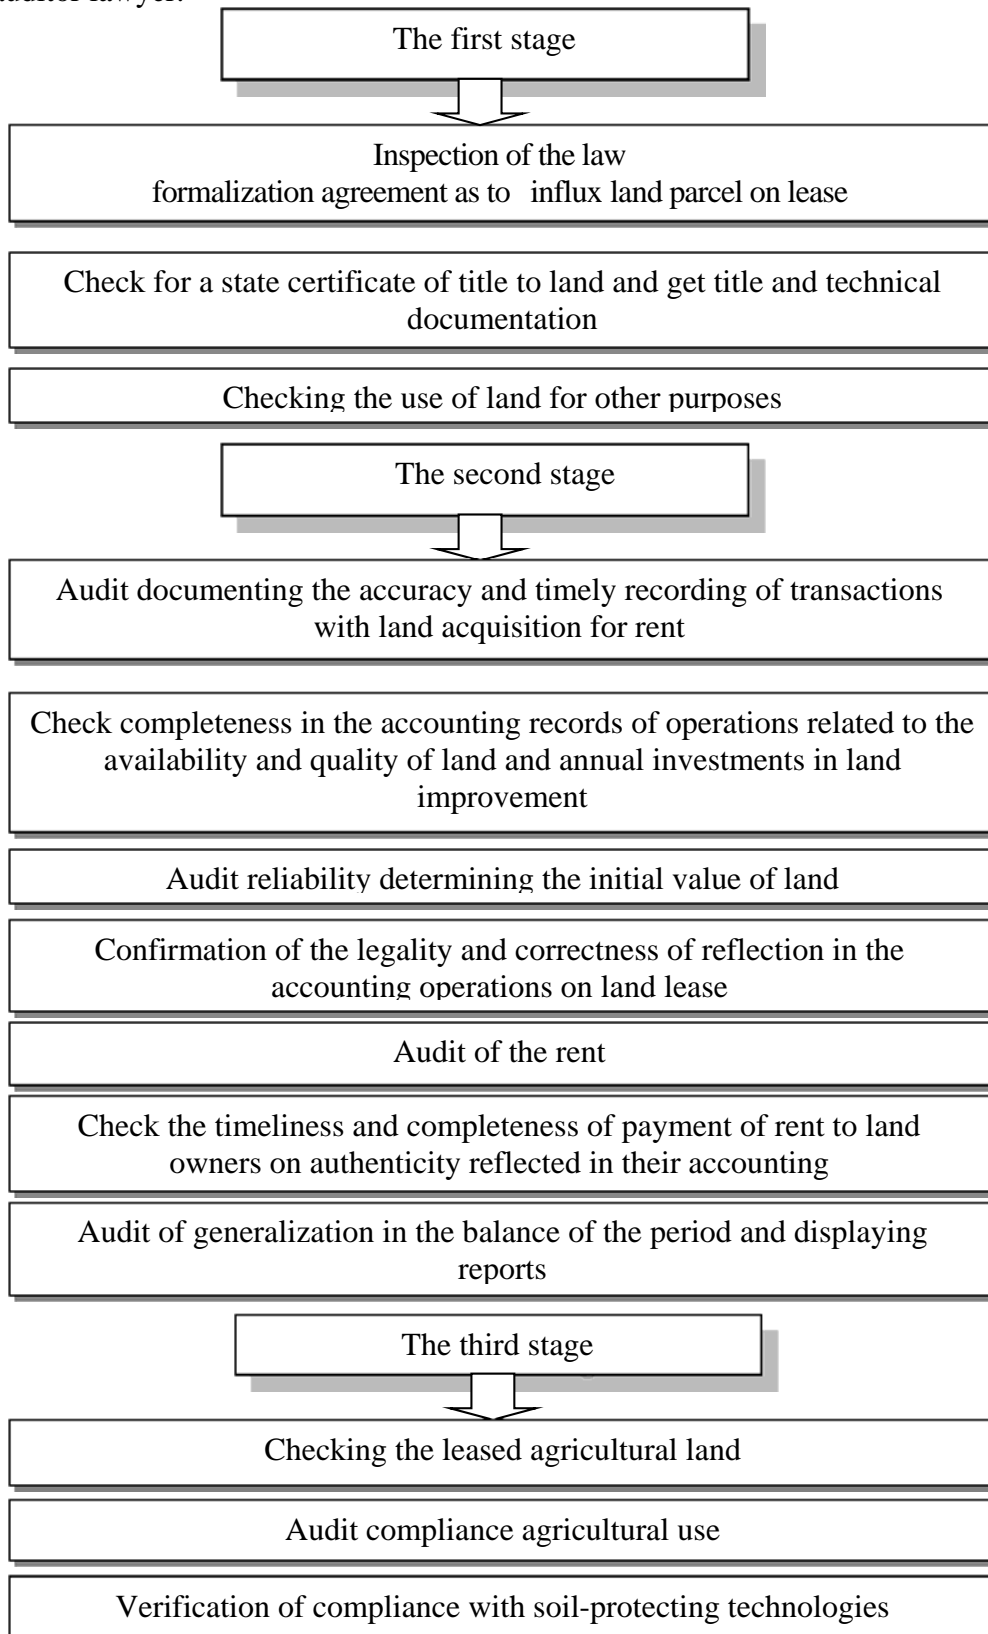 auditor lawyer.
The first stage
Inspection of the law
formalization agreement as to influx land parcel on lease
Check for a state certificate of title to land and get title and technical
documentation
Checking the use of land for other purposes
The second stage
Audit documenting the accuracy and timely recording of transactions
with land acquisition for rent
Check completeness in the accounting records of operations related to the
availability and quality of land and annual investments in land
improvement
Audit reliability determining the initial value of land
Confirmation of the legality and correctness of reflection in the
accounting operations on land lease
Audit of the rent
Check the timeliness and completeness of payment of rent to land
owners on authenticity reflected in their accounting
Audit of generalization in the balance of the period and displaying
reports
The third stage
Checking the leased agricultural land
Audit compliance agricultural use
Verification of compliance with soil-protecting technologies